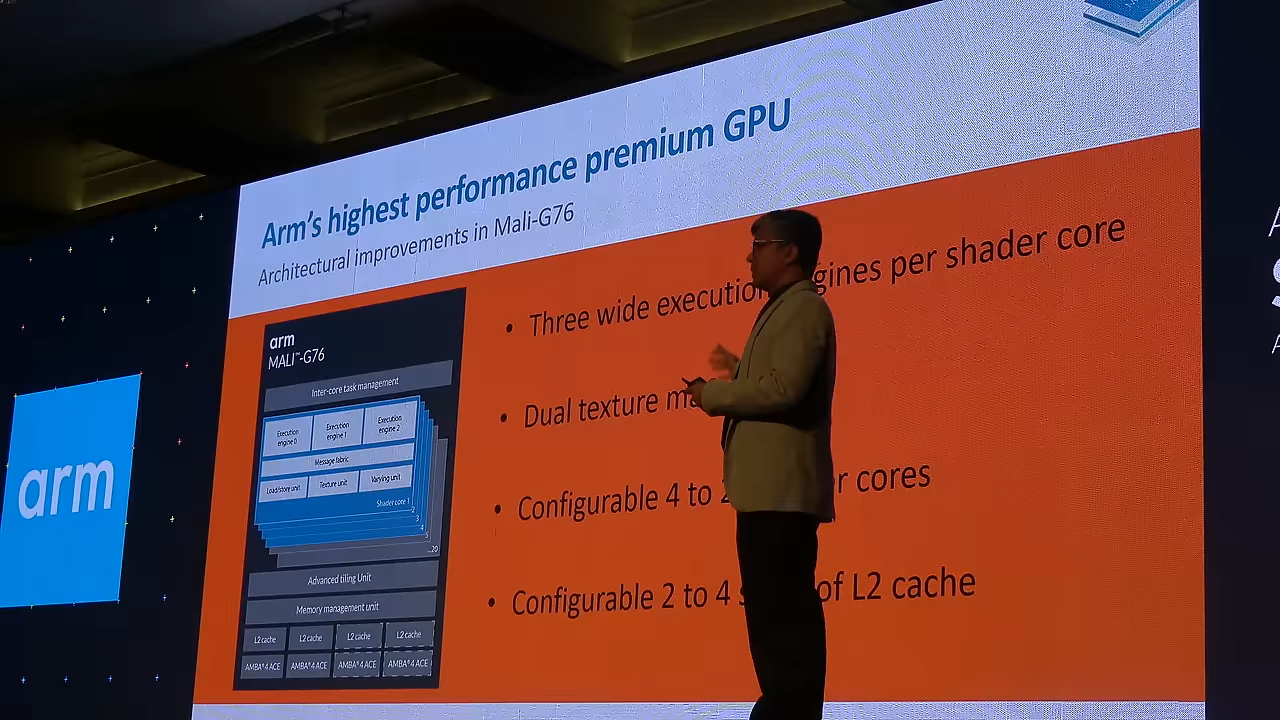 Arm's highest performance premium GPU
Architectural improvements in Mali-G76
arm
MALI™-G76
Inter-core task management
Execution engine 0
Execution engine 1
Execution engine 2
Message fabric
Load/store unit
Texture unit
Varying unit
Shader core 1
2
3
4
5
...20
Advanced tiling Unit
Memory management unit
L2 cache
L2 cache
L2 cache
L2 cache
AMBA®4 ACE
AMBA®4 ACE
AMBA®4 ACE
AMBA®4 ACE
• Three wide execution gines per shader core
• Dual texture
• Configurable 4 to cores
• Configurable 2 to 4 of L2 cache
arm